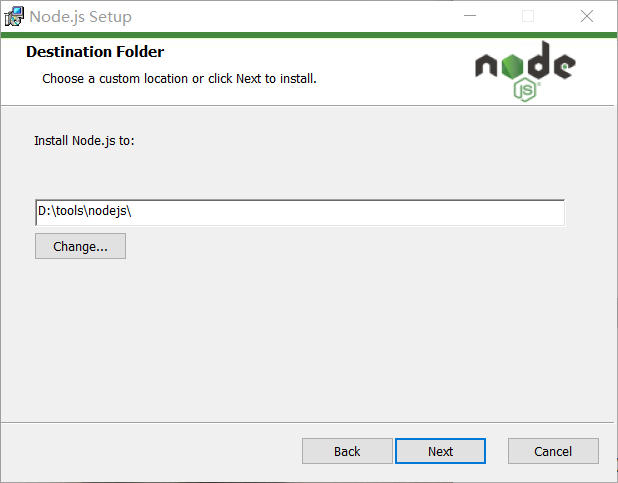 Node.js Setup
Destination Folder
Choose a custom location or click Next to install.
node
JS
Install Node.js to:
D:\tools\nodejs\
Change...
Back
Next
Cancel